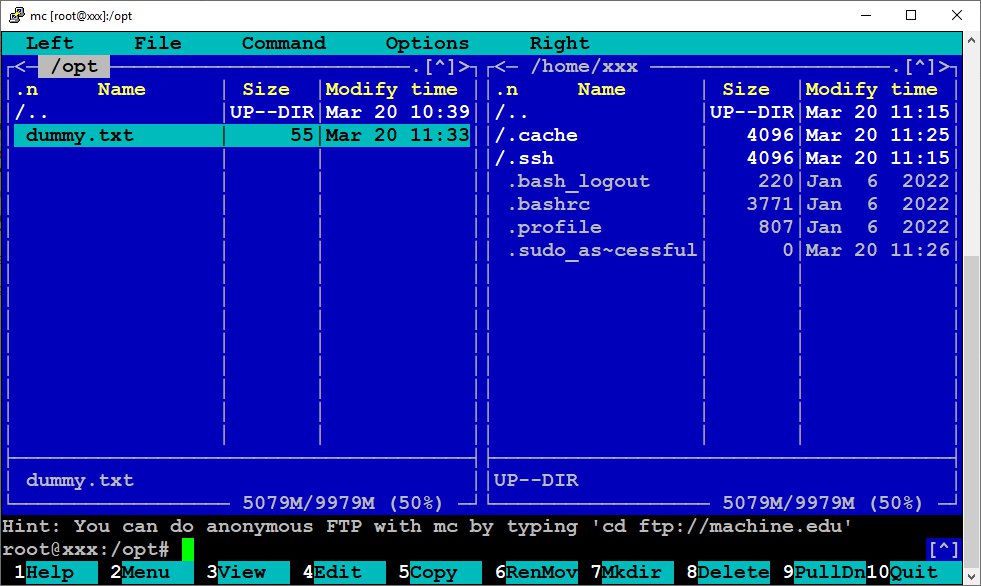 mc [root@xxx]:/opt
Left File Command Options Right
<─ /opt ─.[^]>  <─ /home/xxx ─.[^]>
.n Name Size Modify time .n Name Size Modify time
/.. UP--DIR Mar 20 10:39 /.. UP--DIR Mar 20 11:15
dummy.txt 55 Mar 20 11:33 /.cache 4096 Mar 20 11:25
/.ssh 4096 Mar 20 11:15
.bash_logout 220 Jan 6 2022
.bashrc 3771 Jan 6 2022
.profile 807 Jan 6 2022
.sudo_as~cessful 0 Mar 20 11:26
dummy.txt UP--DIR
5079M/9979M (50%) 5079M/9979M (50%)
Hint: You can do anonymous FTP with mc by typing 'cd ftp://machine.edu'
root@xxx:/opt# [^]
1Help 2Menu 3View 4Edit 5Copy 6RenMov 7Mkdir 8Delete 9PullDn 10Quit